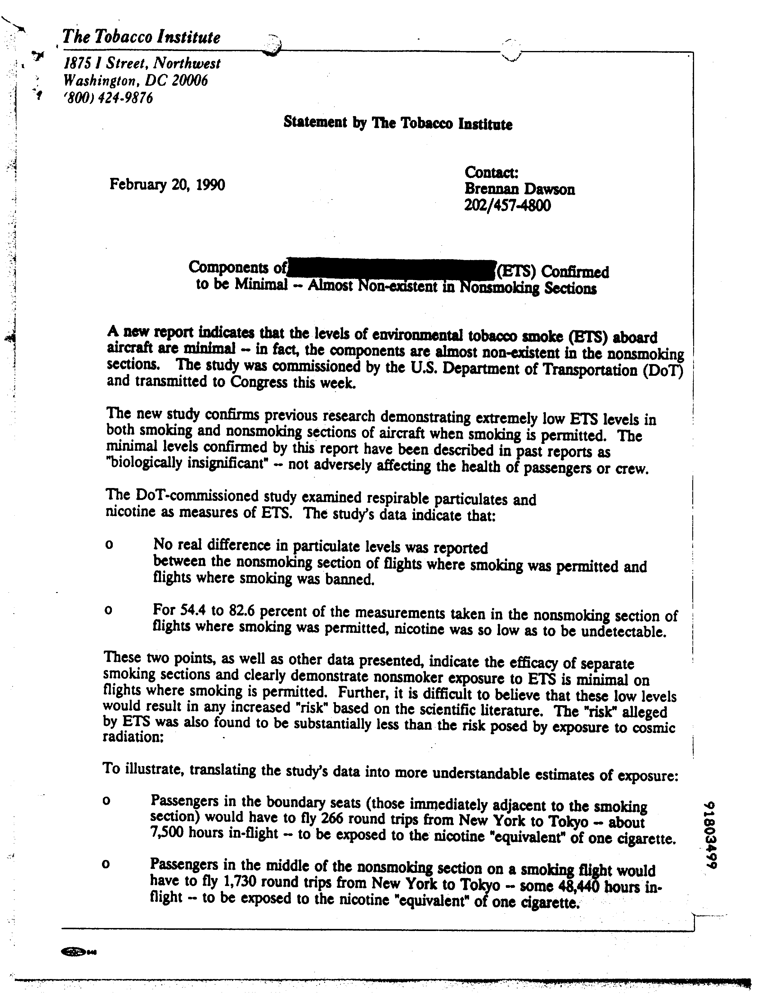 The Tobacco Institute
1875 I Street, Northwest
Washington, DC 20006
(800) 424-9876
Statement by The Tobacco Institute
February 20, 1990
Contact:
Brennan Dawson
202/457-4800
Components of (ETS) Confirmed
to be Minimal -- Almost Non-existent in Nonsmoking Sections
A new report indicates that the levels of environmental tobacco smoke (ETS) aboard
aircraft are minimal -- in fact, the components are almost non-existent in the nonsmoking
sections. The study was commissioned by the U.S. Department of Transportation (DoT)
and transmitted to Congress this week.
The new study confirms previous research demonstrating extremely low ETS levels in
both smoking and nonsmoking sections of aircraft when smoking is permitted. The
minimal levels confirmed by this report have been described in past reports as
"biologically insignificant" -- not adversely affecting the health of passengers or crew.
The DoT-commissioned study examined respirable particulates and
nicotine as measures of ETS. The study's data indicate that:
o No real difference in particulate levels was reported
between the nonsmoking section of flights where smoking was permitted and
flights where smoking was banned.
o For 54.4 to 82.6 percent of the measurements taken in the nonsmoking section of
flights where smoking was permitted, nicotine was so low as to be undetectable.
These two points, as well as other data presented, indicate the efficacy of separate
smoking sections and clearly demonstrate nonsmoker exposure to ETS is minimal on
flights where smoking is permitted. Further, it is difficult to believe that these low levels
would result in any increased "risk" based on the scientific literature. The "risk" alleged
by ETS was also found to be substantially less than the risk posed by exposure to cosmic
radiation:
To illustrate, translating the study's data into more understandable estimates of exposure:
o Passengers in the boundary seats (those immediately adjacent to the smoking
section) would have to fly 266 round trips from New York to Tokyo -- about
7,500 hours in-flight -- to be exposed to the nicotine "equivalent" of one cigarette.
o Passengers in the middle of the nonsmoking section on a smoking flight would
have to fly 1,730 round trips from New York to Tokyo -- some 48,440 hours in-
flight -- to be exposed to the nicotine "equivalent" of one cigarette.
91803499